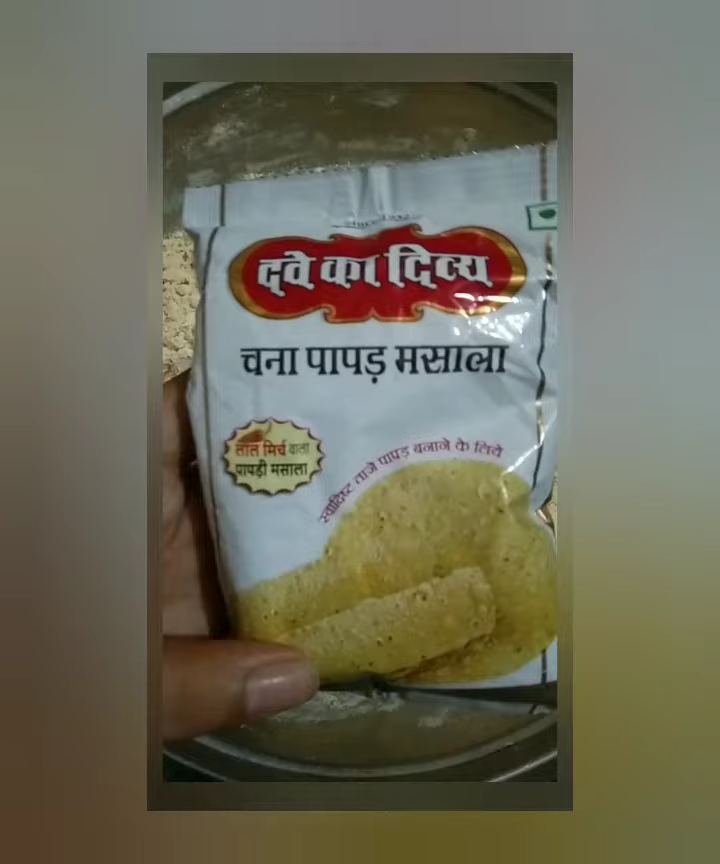 दवे का दिव्य
चना पापड़ मसाला
लाल मिर्च वाला
पापड़ी मसाला
स्वादिष्ट ताजे पापड़ बनाने के लिये